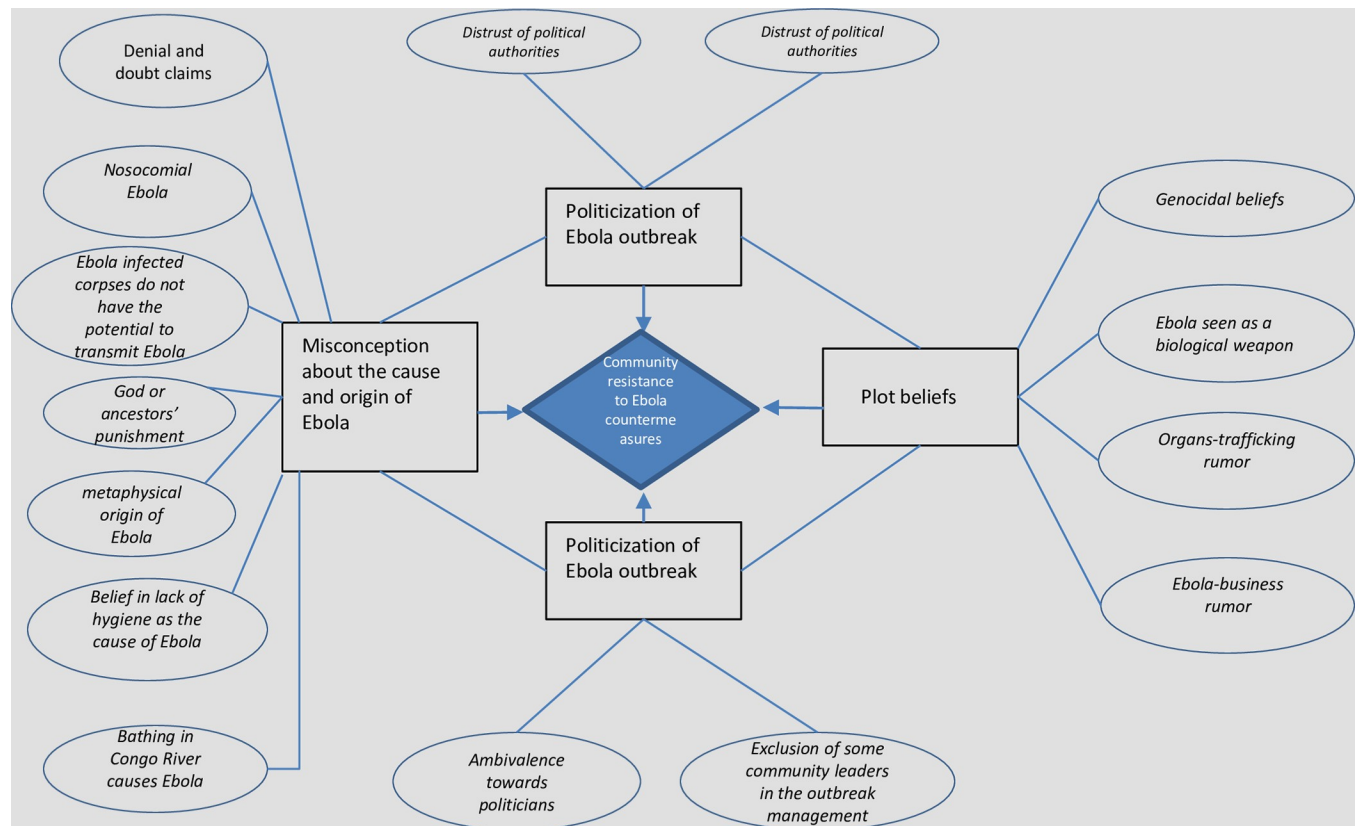 Denial and
doubt claims
Distrust of political
authorities
Distrust of political
authorities
Nosocomial
Ebola
Politicization of
Ebola outbreak
Genocidal beliefs
Ebola infected
corpses do not
have the
potential to
transmit Ebola
Ebola seen as a
biological weapon
Misconception
about the cause
and origin of
Ebola
Community
resistance
to Ebola
counterme
asures
Plot beliefs
God or
ancestors’
punishment
Organs-trafficking
rumor
metaphysical
origin of
Ebola
Politicization of
Ebola outbreak
Belief in lack of
hygiene as the
cause of Ebola
Ebola-business
rumor
Bathing in
Congo River
causes Ebola
Ambivalence
towards
politicians
Exclusion of some
community leaders
in the outbreak
management